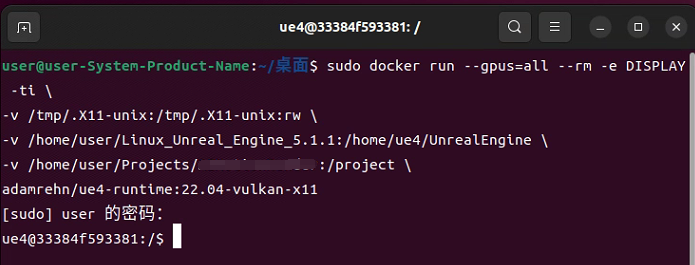 ue4@33384f593381: /
user@user-System-Product-Name:~/桌面$ sudo docker run --gpus=all --rm -e DISPLAY
-ti \
-v /tmp/.X11-unix:/tmp/.X11-unix:rw \
-v /home/user/Linux_Unreal_Engine_5.1.1:/home/ue4/UnrealEngine \
-v /home/user/Projects/ :/project \
adamrehn/ue4-runtime:22.04-vulkan-x11
[sudo] user 的密码：
ue4@33384f593381:/$